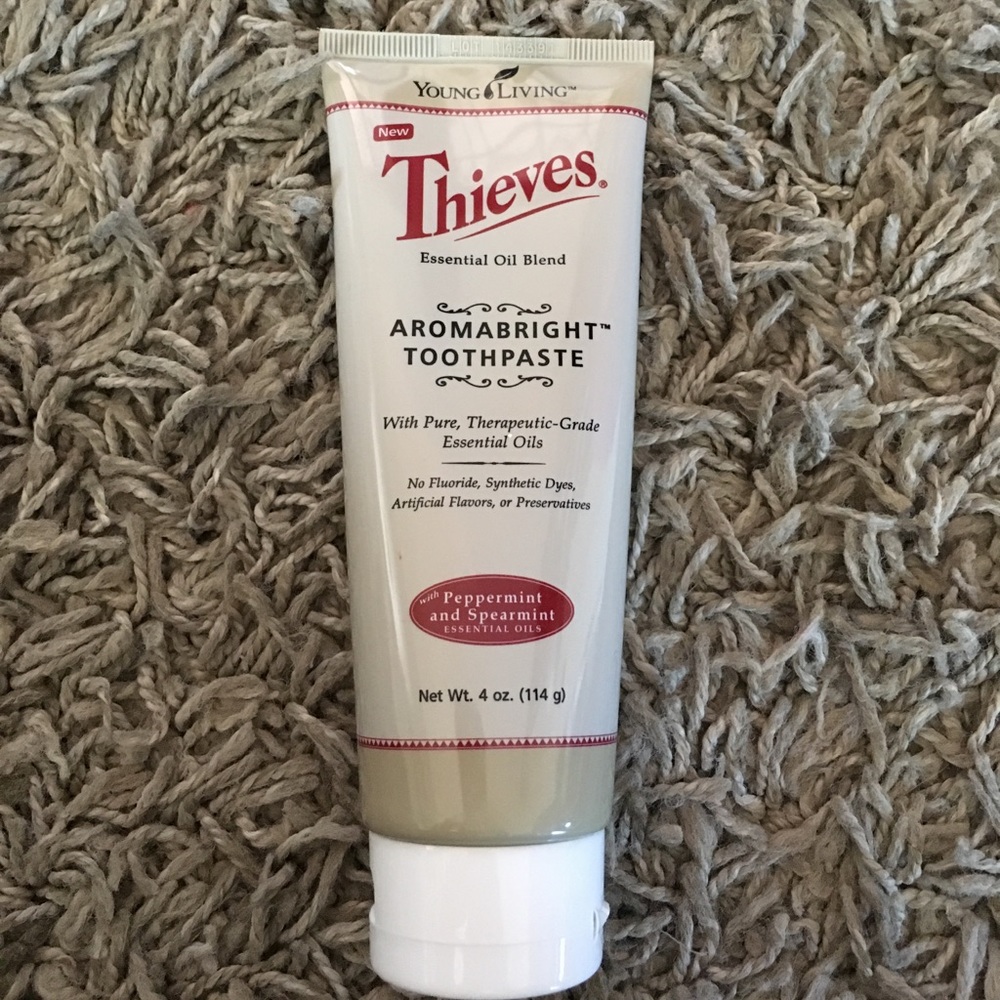 YOUNG LIVING™
New
Thieves®
Essential Oil Blend
AROMABRIGHT™
TOOTHPASTE
With Pure, Therapeutic-Grade
Essential Oils
No Fluoride, Synthetic Dyes,
Artificial Flavors, or Preservatives
with Peppermint
and Spearmint
ESSENTIAL OILS
Net Wt. 4 oz. (114 g)